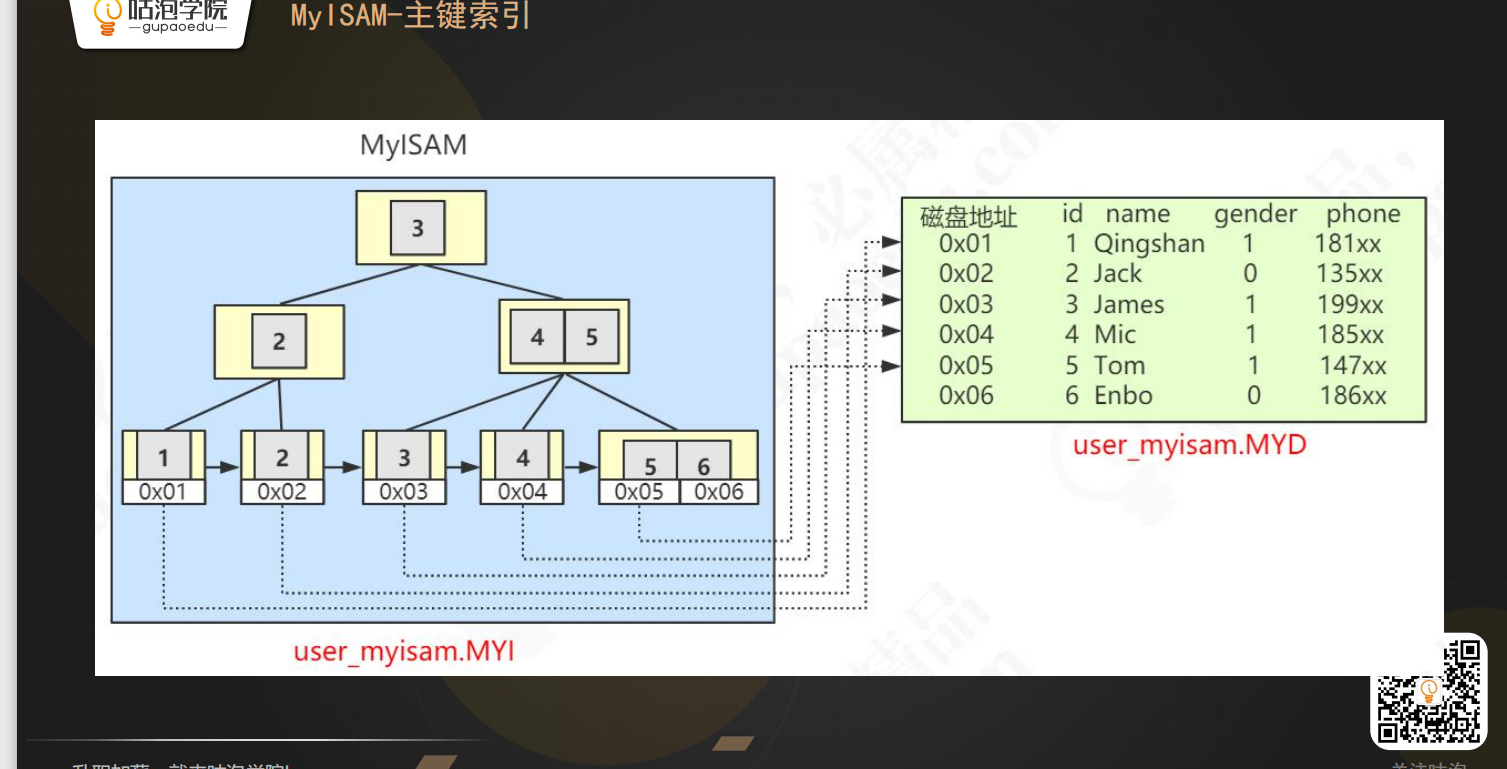 咕泡学院
—gupaoedu—
MyISAM-主键索引
MyISAM
3
2
4 5
1 2 3 4 5 6
0x01 0x02 0x03 0x04 0x05 0x06
user_myisam.MYI
磁盘地址 id name gender phone
0x01 1 Qingshan 1 181xx
0x02 2 Jack 0 135xx
0x03 3 James 1 199xx
0x04 4 Mic 1 185xx
0x05 5 Tom 1 147xx
0x06 6 Enbo 0 186xx
user_myisam.MYD